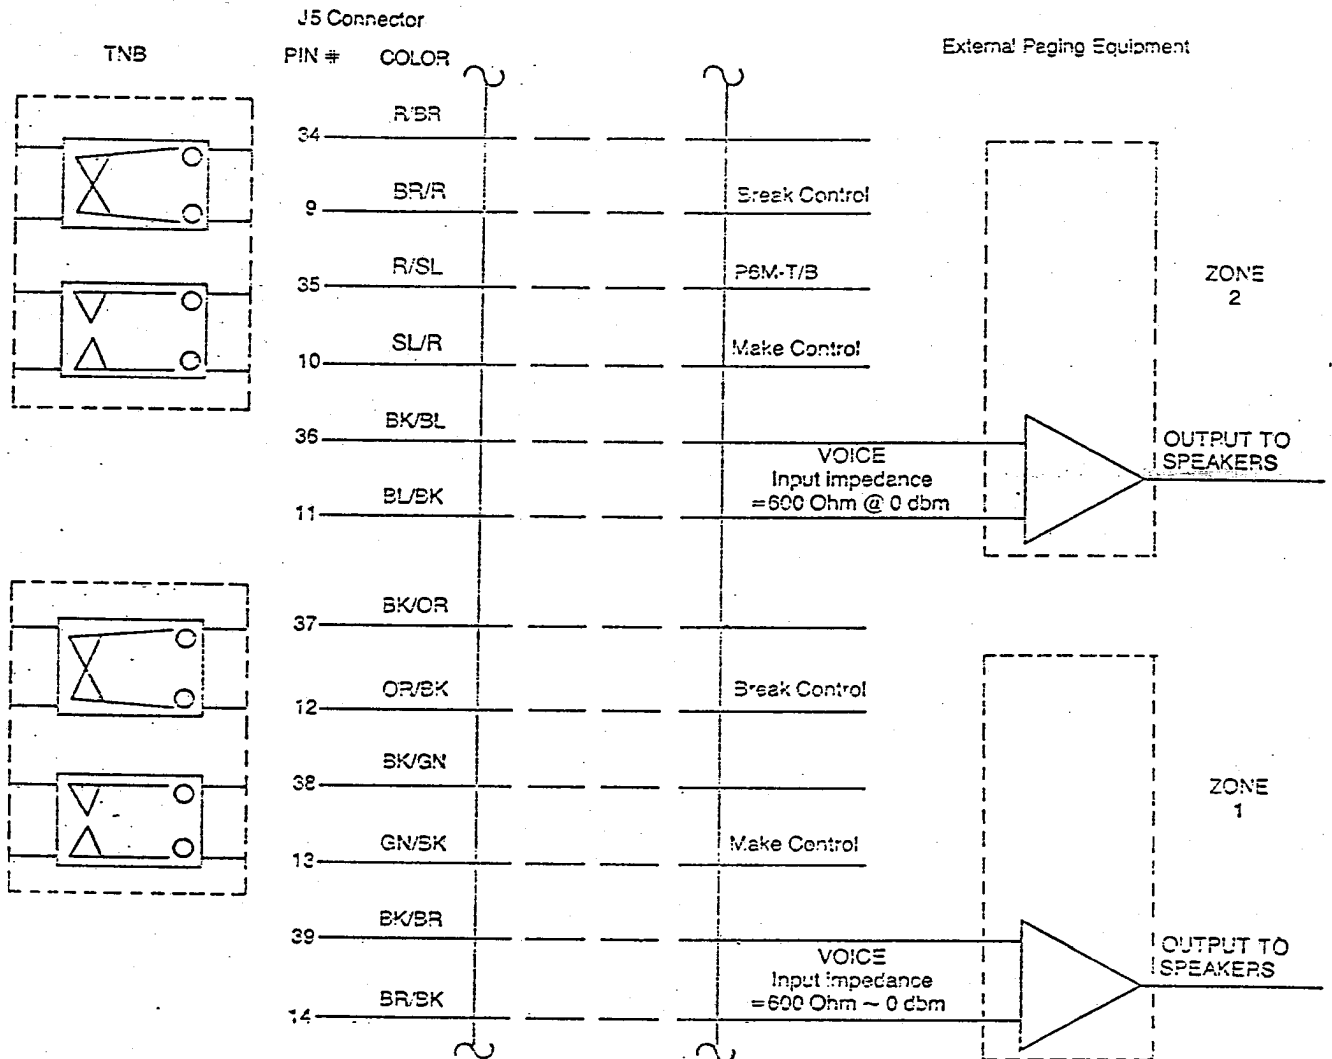 J5 Connector
TNB
PIN #
COLOR
External Paging Equipment
R/BR
34
BR/R
9
Break Control
R/SL
35
P6M-T/B
ZONE
2
SL/R
10
Make Control
BK/BL
36
VOICE
Input impedance
=600 Ohm @ 0 dbm
OUTPUT TO
SPEAKERS
BL/BK
11
BK/OR
37
OR/BK
12
Break Control
BK/GN
38
ZONE
1
GN/BK
13
Make Control
BK/BR
39
VOICE
Input impedance
=600 Ohm ~ 0 dbm
OUTPUT TO
SPEAKERS
BR/BK
14